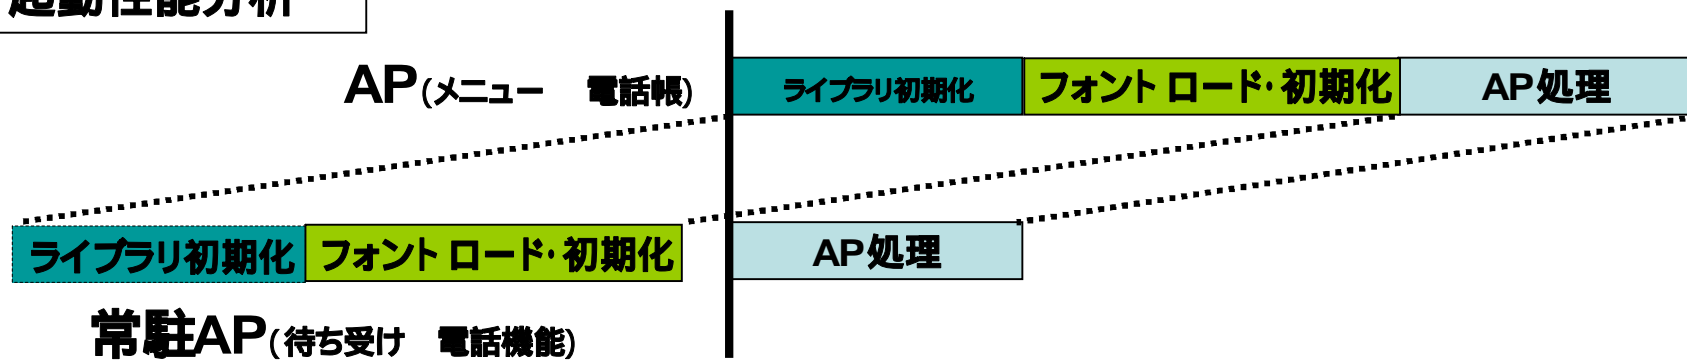 起動性能分析
AP(メニュー 電話帳)
ライブラリ初期化 フォント ロード・初期化 AP処理
ライブラリ初期化 フォント ロード・初期化 AP処理
常駐AP(待ち受け 電話機能)